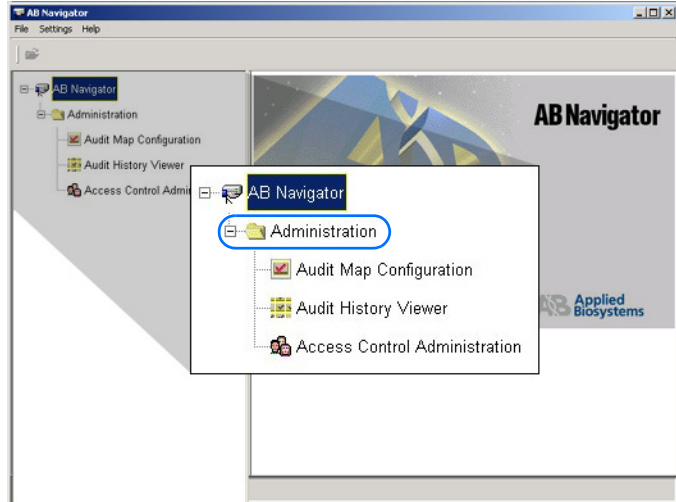 AB Navigator
File Settings Help
AB Navigator
Administration
Audit Map Configuration
Audit History Viewer
Access Control Admi
AB Navigator
AB Navigator
Administration
Audit Map Configuration
Audit History Viewer
Access Control Administration
AB Applied
Biosystems